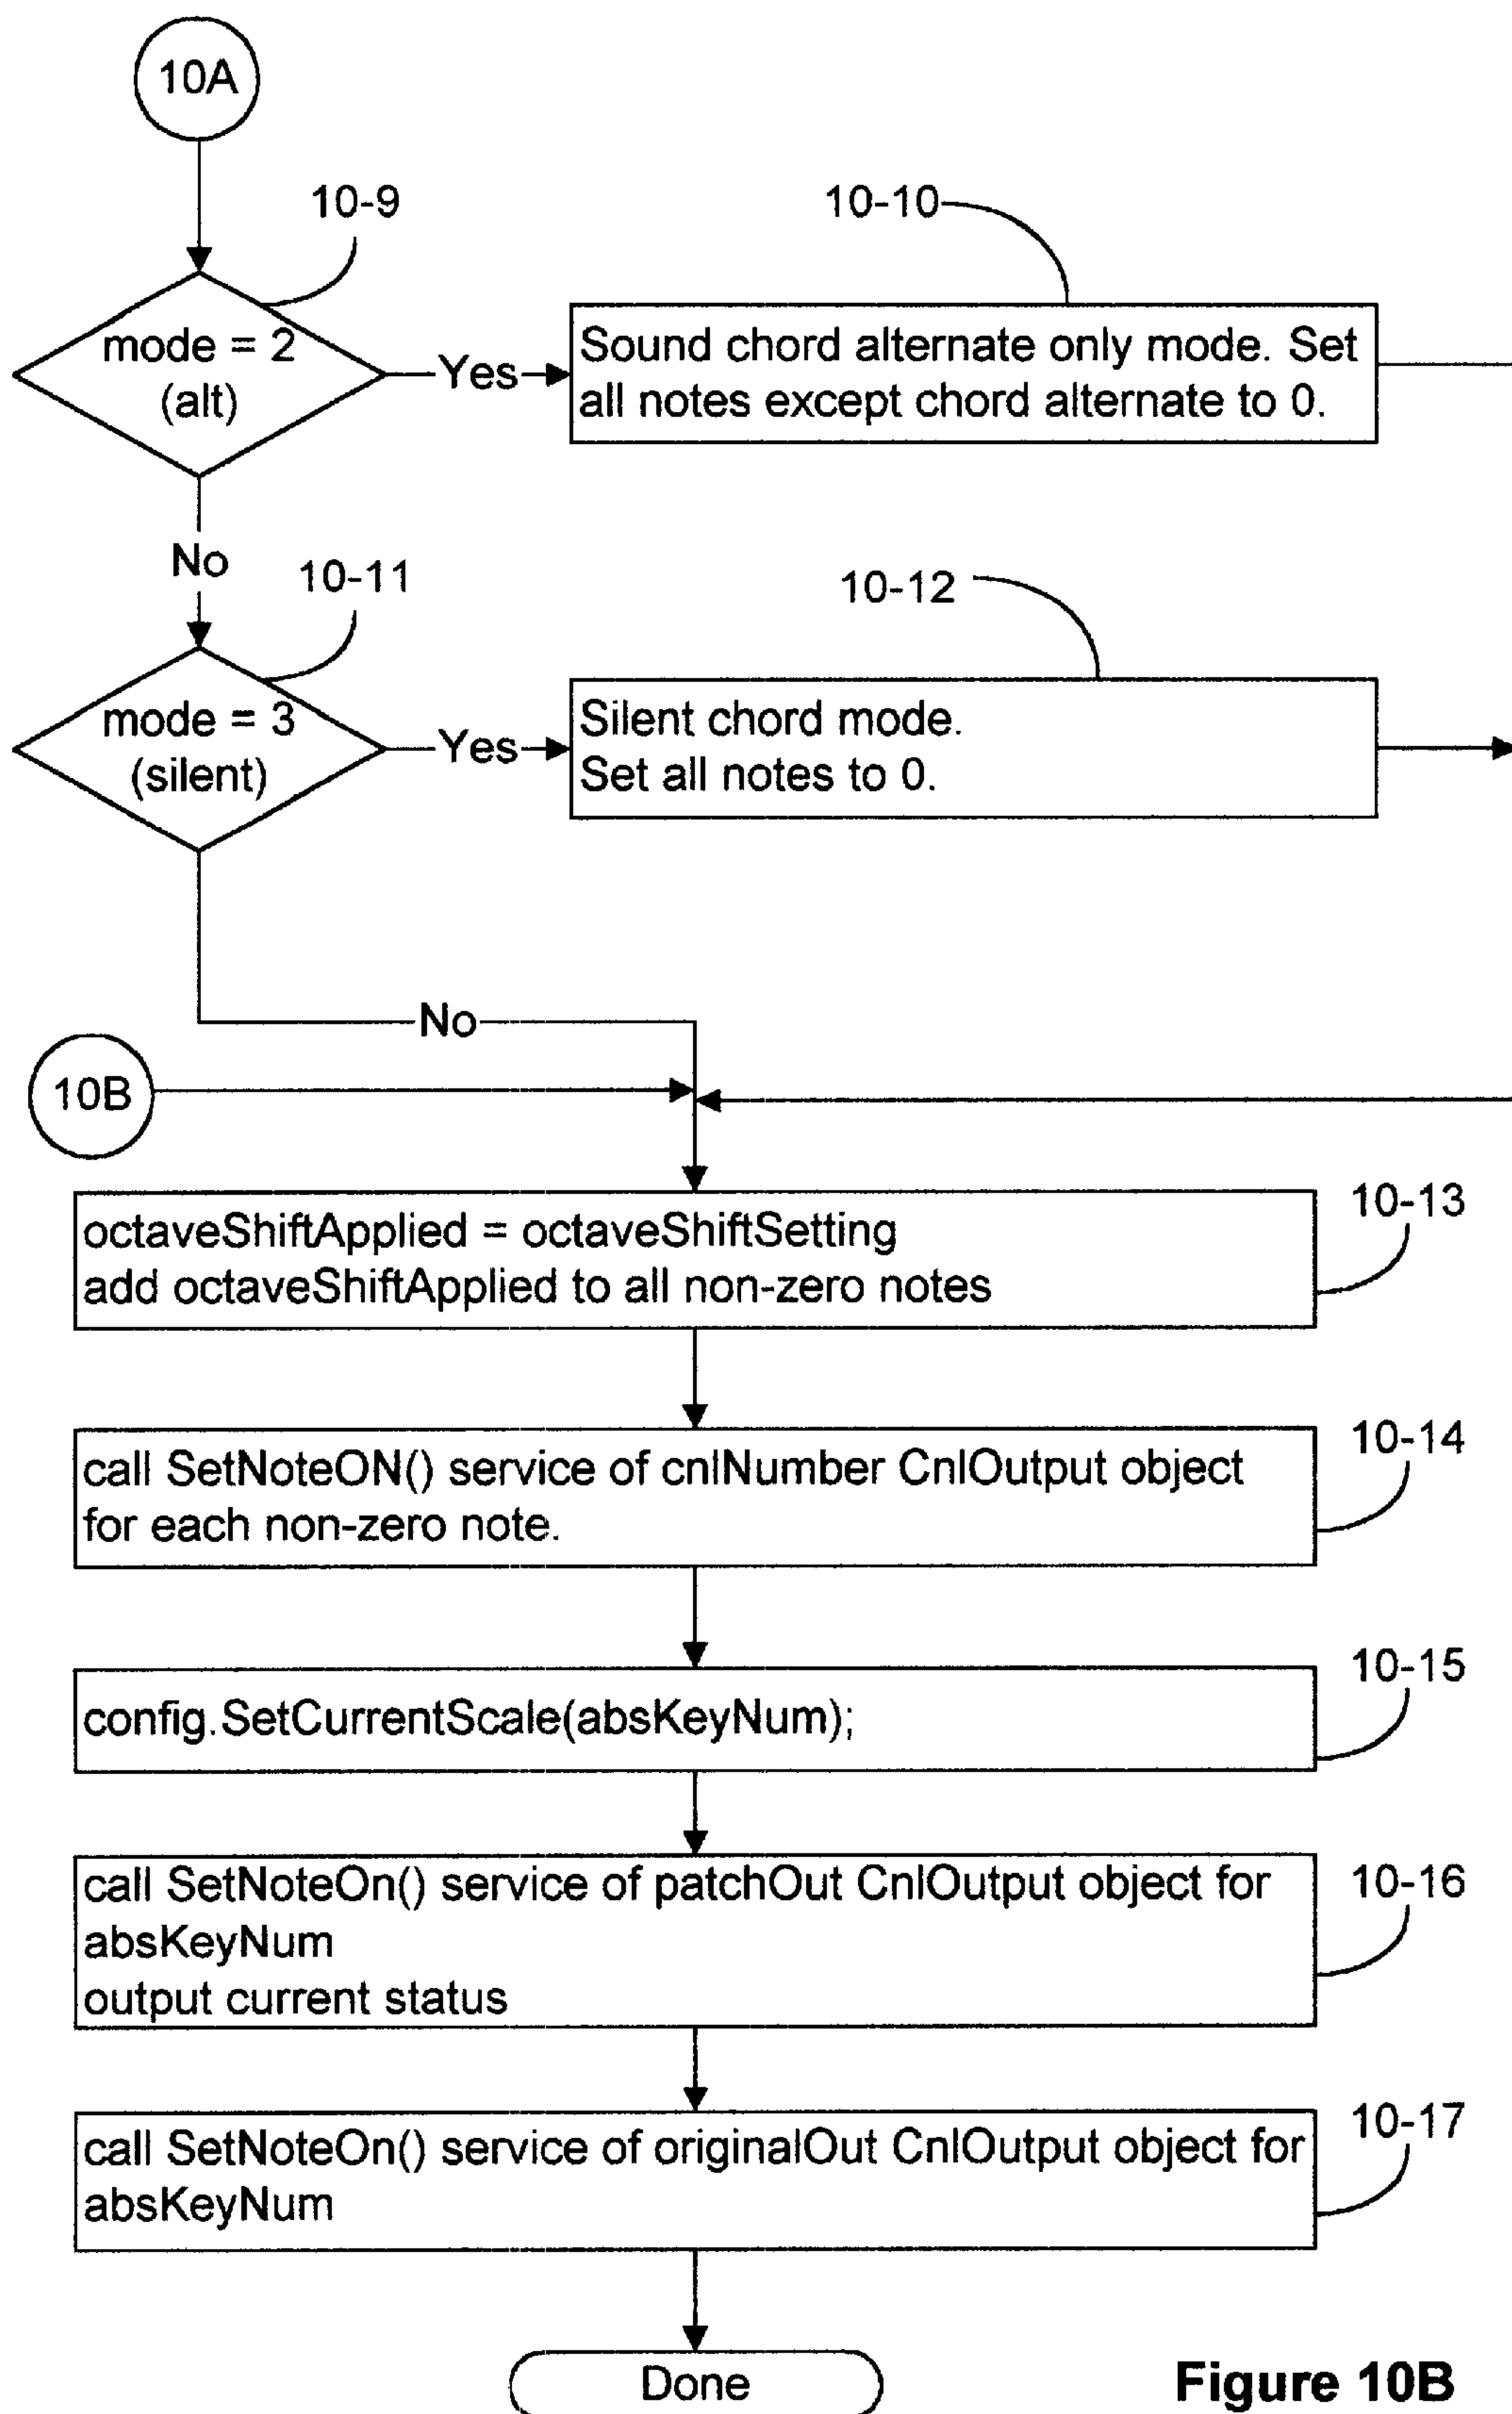 10A
10-9
10-10
mode = 2
(alt)
Yes
Sound chord alternate only mode. Set
all notes except chord alternate to 0.
No
10-11
10-12
mode = 3
(silent)
Yes
Silent chord mode.
Set all notes to 0.
No
10B
10-13
octaveShiftApplied = octaveShiftSetting
add octaveShiftApplied to all non-zero notes
10-14
call SetNoteON() service of cnlNumber CnlOutput object
for each non-zero note.
10-15
config.SetCurrentScale(absKeyNum);
10-16
call SetNoteOn() service of patchOut CnlOutput object for
absKeyNum
output current status
10-17
call SetNoteOn() service of originalOut CnlOutput object for
absKeyNum
Done
Figure 10B